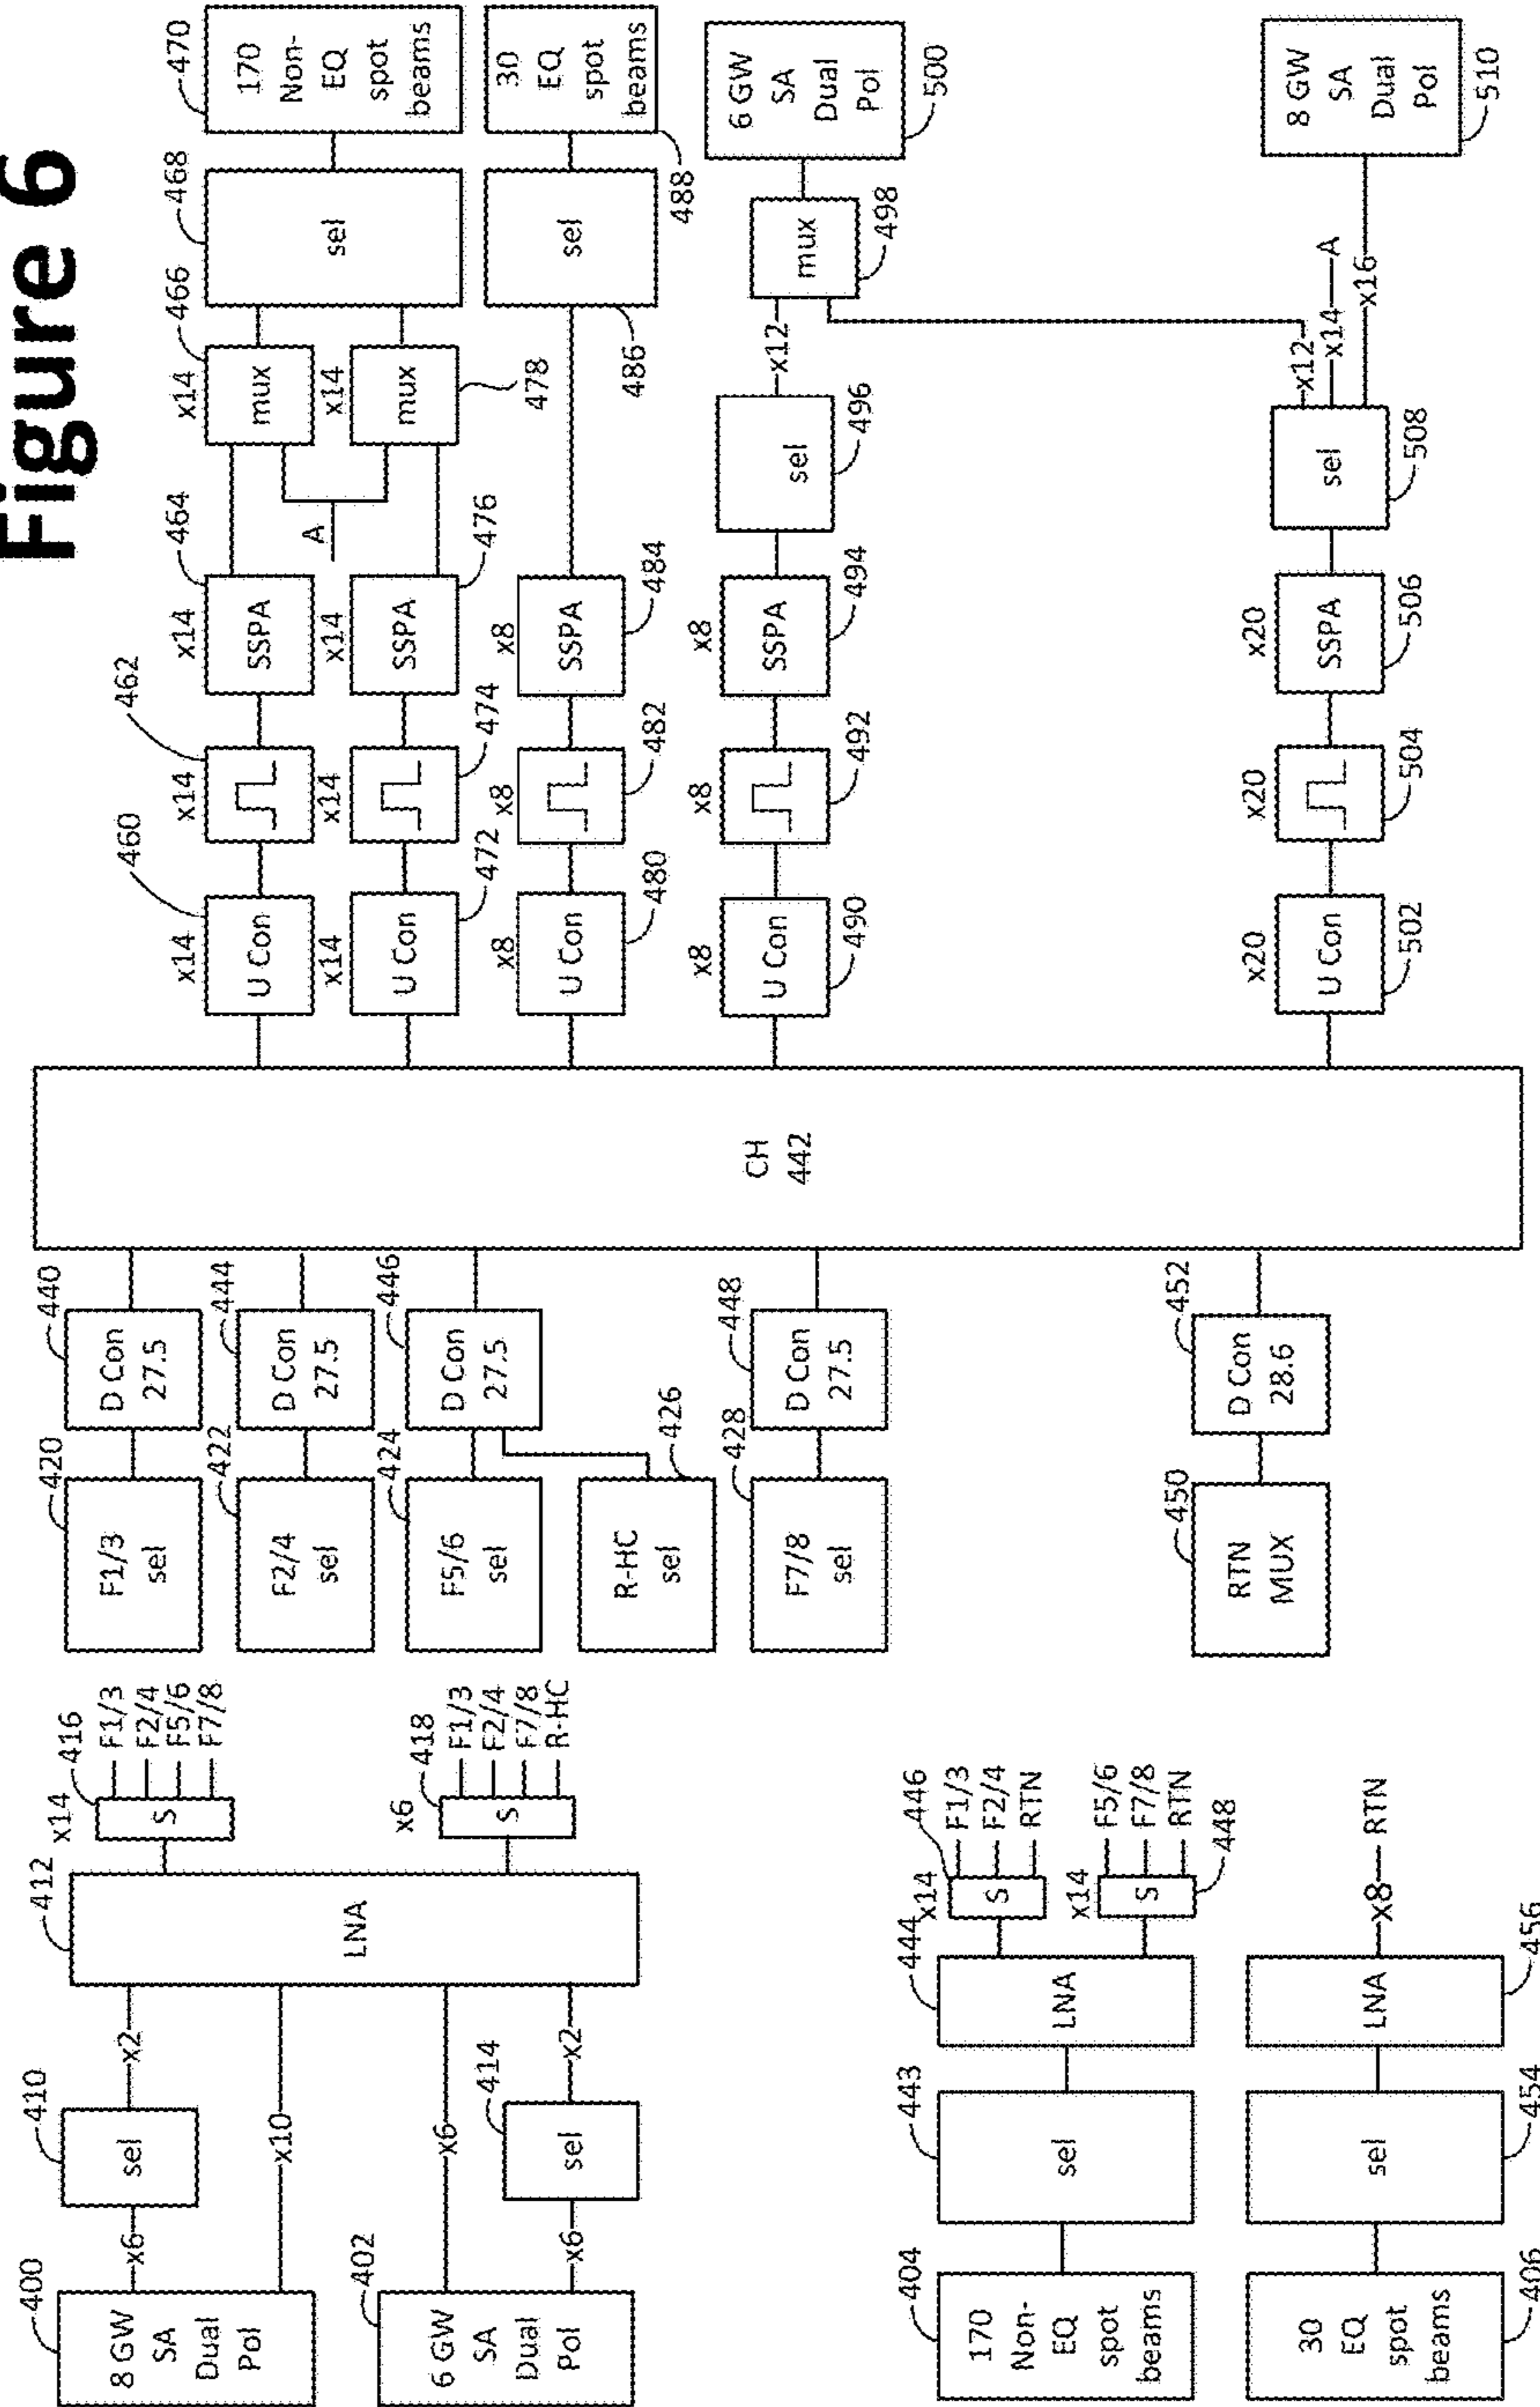 Figure 6
400
8 GW
SA
Dual
Pol
x6
410
sel
x2
x10
402
6 GW
SA
Dual
Pol
x6
x6
414
sel
x2
412
LNA
x14
416
S
F1/3
F2/4
F5/6
F7/8
x6
418
S
F1/3
F2/4
F7/8
R-HC
404
170
Non-
EQ
spot
beams
443
sel
444
LNA
x14
446
S
F1/3
F2/4
RTN
x14
S
448
F5/6
F7/8
RTN
406
30
EQ
spot
beams
454
sel
456
LNA
x8
RTN
420
F1/3
sel
440
D Con
27.5
422
F2/4
sel
444
D Con
27.5
424
F5/6
sel
446
D Con
27.5
426
R-HC
sel
428
F7/8
sel
448
D Con
27.5
450
RTN
MUX
452
D Con
28.6
CH
442
460
x14
U Con
462
x14
464
x14
SSPA
A
466
x14
mux
468
sel
470
170
Non-
EQ
spot
beams
472
x14
U Con
474
x14
476
x14
SSPA
478
x14
mux
480
x8
U Con
482
x8
484
x8
SSPA
486
sel
488
30
EQ
spot
beams
490
x8
U Con
492
x8
494
x8
SSPA
496
sel
x12
498
mux
500
6 GW
SA
Dual
Pol
502
x20
U Con
504
x20
506
x20
SSPA
508
sel
x12
x14
A
x16
510
8 GW
SA
Dual
Pol